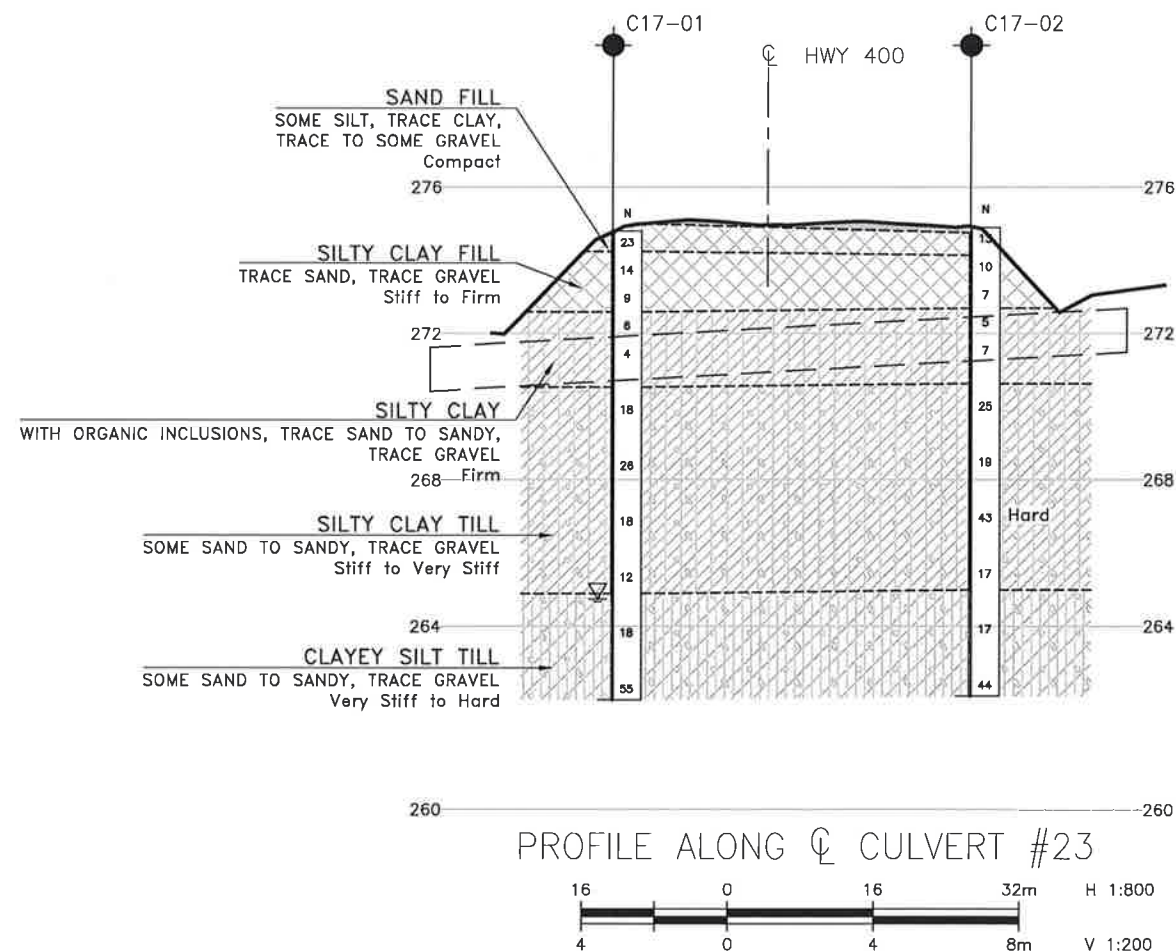 C17-01
C17-02
℄ HWY 400
SAND FILL
SOME SILT, TRACE CLAY,
TRACE TO SOME GRAVEL
Compact
276
276
N
N
23
13
14
10
9
7
6
5
4
7
18
25
26
19
18
43 Hard
12
17
18
17
55
44
SILTY CLAY FILL
TRACE SAND, TRACE GRAVEL
Stiff to Firm
272
272
SILTY CLAY
WITH ORGANIC INCLUSIONS, TRACE SAND TO SANDY,
TRACE GRAVEL
Firm
268
268
SILTY CLAY TILL
SOME SAND TO SANDY, TRACE GRAVEL
Stiff to Very Stiff
264
264
CLAYEY SILT TILL
SOME SAND TO SANDY, TRACE GRAVEL
Very Stiff to Hard
260
260
PROFILE ALONG ℄ CULVERT #23
16 0 16 32m H 1:800
4 0 4 8m V 1:200